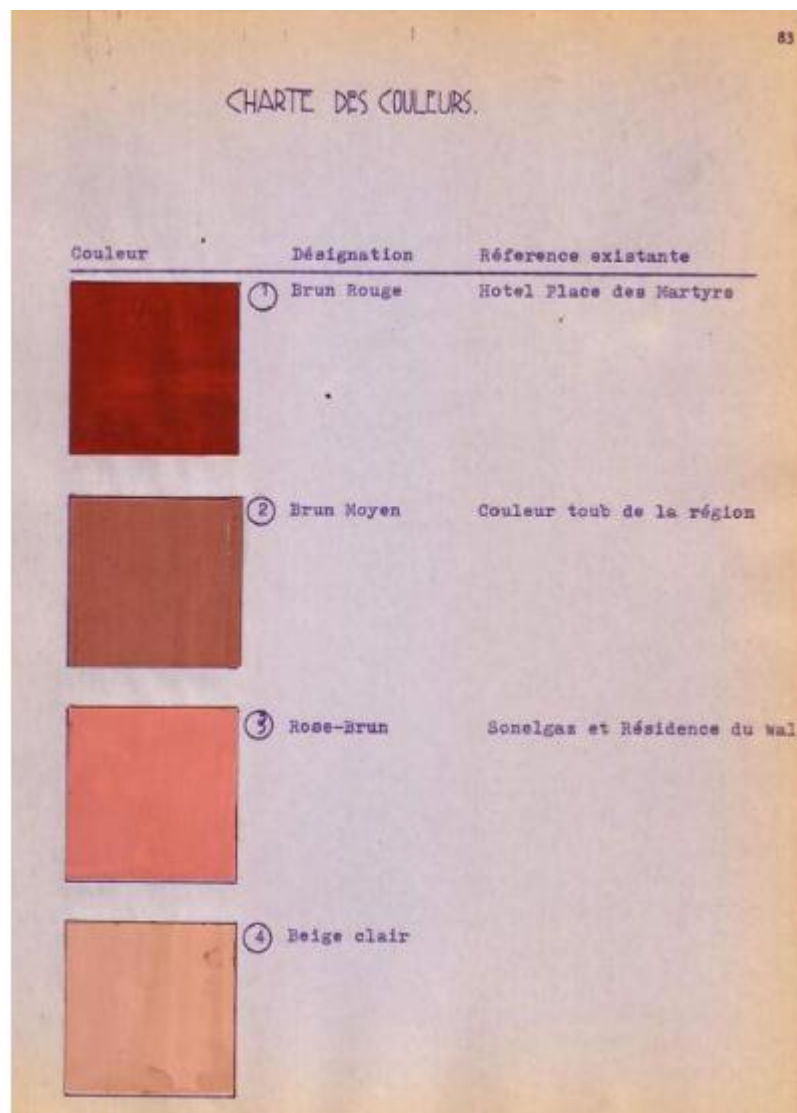 83
CHARTE DES COULEURS.
Couleur Désignation Réference existante
1 Brun Rouge Hotel Place des Martyrs
2 Brun Moyen Couleur toub de la région
3 Rose-Brun Sonelgaz et Résidence du wal
4 Beige clair